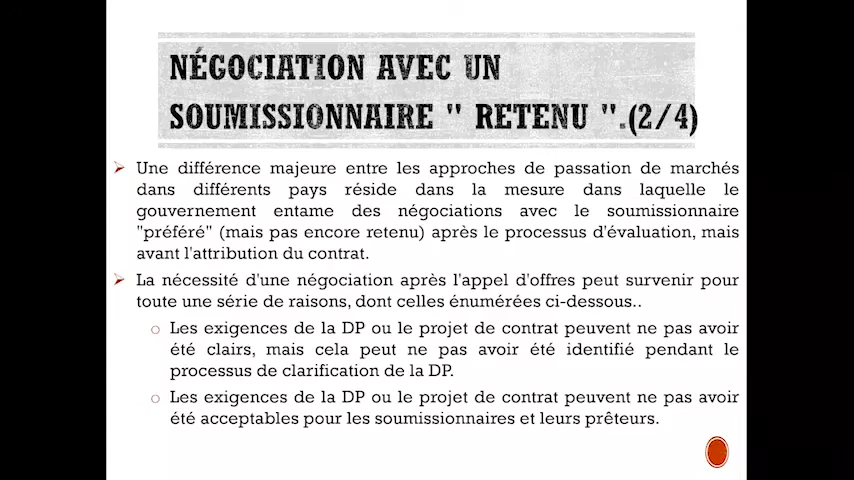 NÉGOCIATION AVEC UN
SOUMISSIONNAIRE " RETENU ".(2/4)
Une différence majeure entre les approches de passation de marchés
dans différents pays réside dans la mesure dans laquelle le
gouvernement entame des négociations avec le soumissionnaire
"préféré" (mais pas encore retenu) après le processus d'évaluation, mais
avant l'attribution du contrat.
La nécessité d'une négociation après l'appel d'offres peut survenir pour
toute une série de raisons, dont celles énumérées ci-dessous..
Les exigences de la DP ou le projet de contrat peuvent ne pas avoir
été clairs, mais cela peut ne pas avoir été identifié pendant le
processus de clarification de la DP.
Les exigences de la DP ou le projet de contrat peuvent ne pas avoir
été acceptables pour les soumissionnaires et leurs prêteurs.